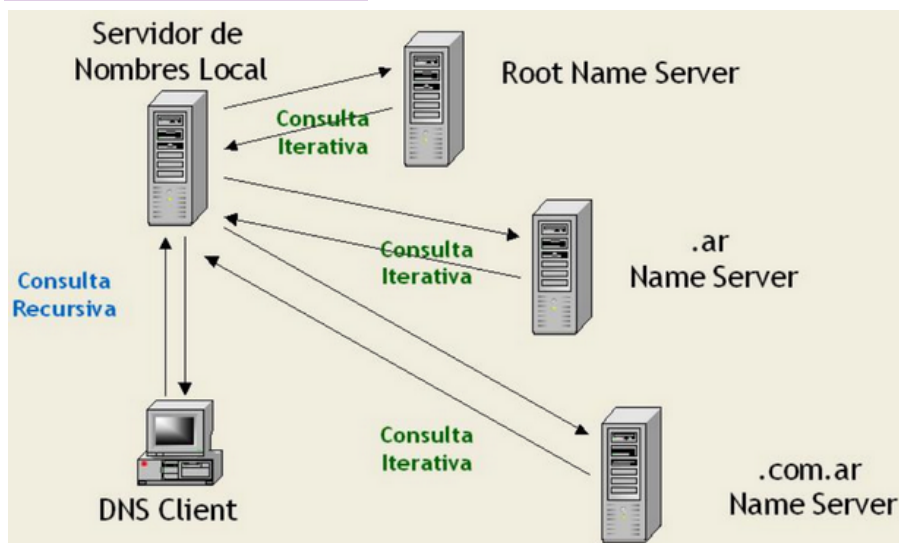 Servidor de
Nombres Local
Root Name Server
Consulta
Iterativa
.ar
Name Server
Consulta
Iterativa
Consulta
Recursiva
Consulta
Iterativa
.com.ar
Name Server
DNS Client